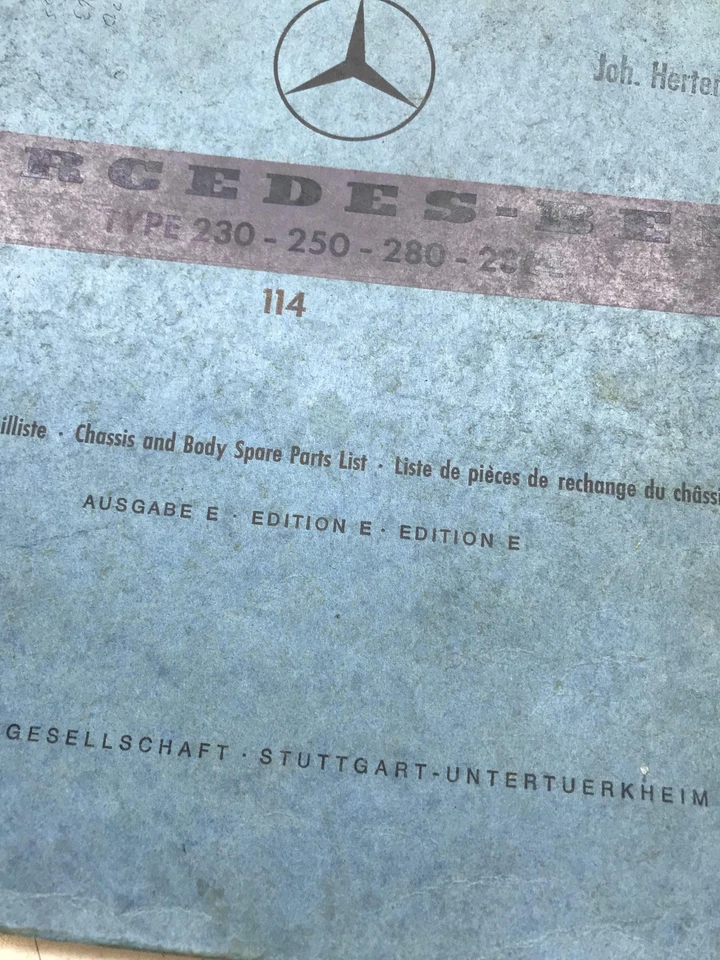 Joh. Herter
RCEDES-BE
TYPE 230 - 250 - 280 - 28
114
illiste · Chassis and Body Spare Parts List · Liste de pièces de rechange du châssi
AUSGABE E · EDITION E · EDITION E
GESELLSCHAFT · STUTTGART-UNTERTUERKHEIM